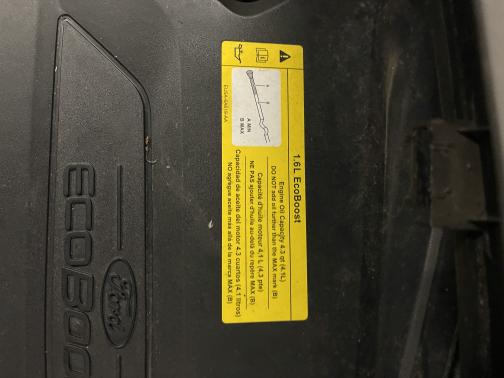 1.6L EcoBoost
Engine Oil Capacity 4.3 qt (4.1L)
DO NOT add oil further than the MAX mark (B)
Capacité d'huile moteur 4,1 L (4,3 pte)
NE PAS ajouter d'huile au-delà du repère MAX (B)
Capacidad de aceite del motor 4.3 cuartos (4.1 litros)
NO agregue aceite más allá de la marca MAX (B)
A MIN
B MAX
ECOBOO
Ford